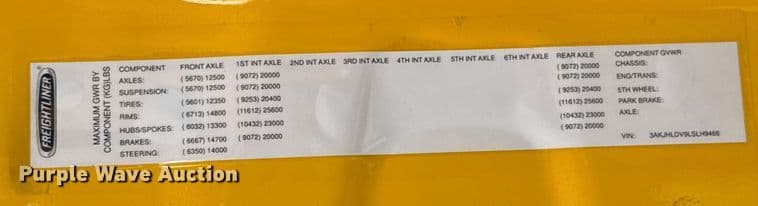 FREIGHTLINER
MAXIMUM GWR BY
COMPONENT (KG)LBS
COMPONENT FRONT AXLE 1ST INT AXLE 2ND INT AXLE 3RD INT AXLE 4TH INT AXLE 5TH INT AXLE 6TH INT AXLE REAR AXLE COMPONENT GVWR
AXLES: (5670) 12500 (9072) 20000 (9072) 20000 CHASSIS:
SUSPENSION: (5670) 12500 (9072) 20000 (9072) 20000 ENG/TRANS:
TIRES: (5601) 12350 (9253) 20400 (9253) 20400 5TH WHEEL:
RIMS: (6713) 14800 (11612) 25600 (11612) 25600 PARK BRAKE:
HUBS/SPOKES: (6032) 13300 (10432) 23000 (10432) 23000 AXLE:
BRAKES: (6667) 14700 (9072) 20000 (9072) 20000
STEERING: (6350) 14000 VIN: 3AKJHLDV9LSLH9466
Purple Wave Auction